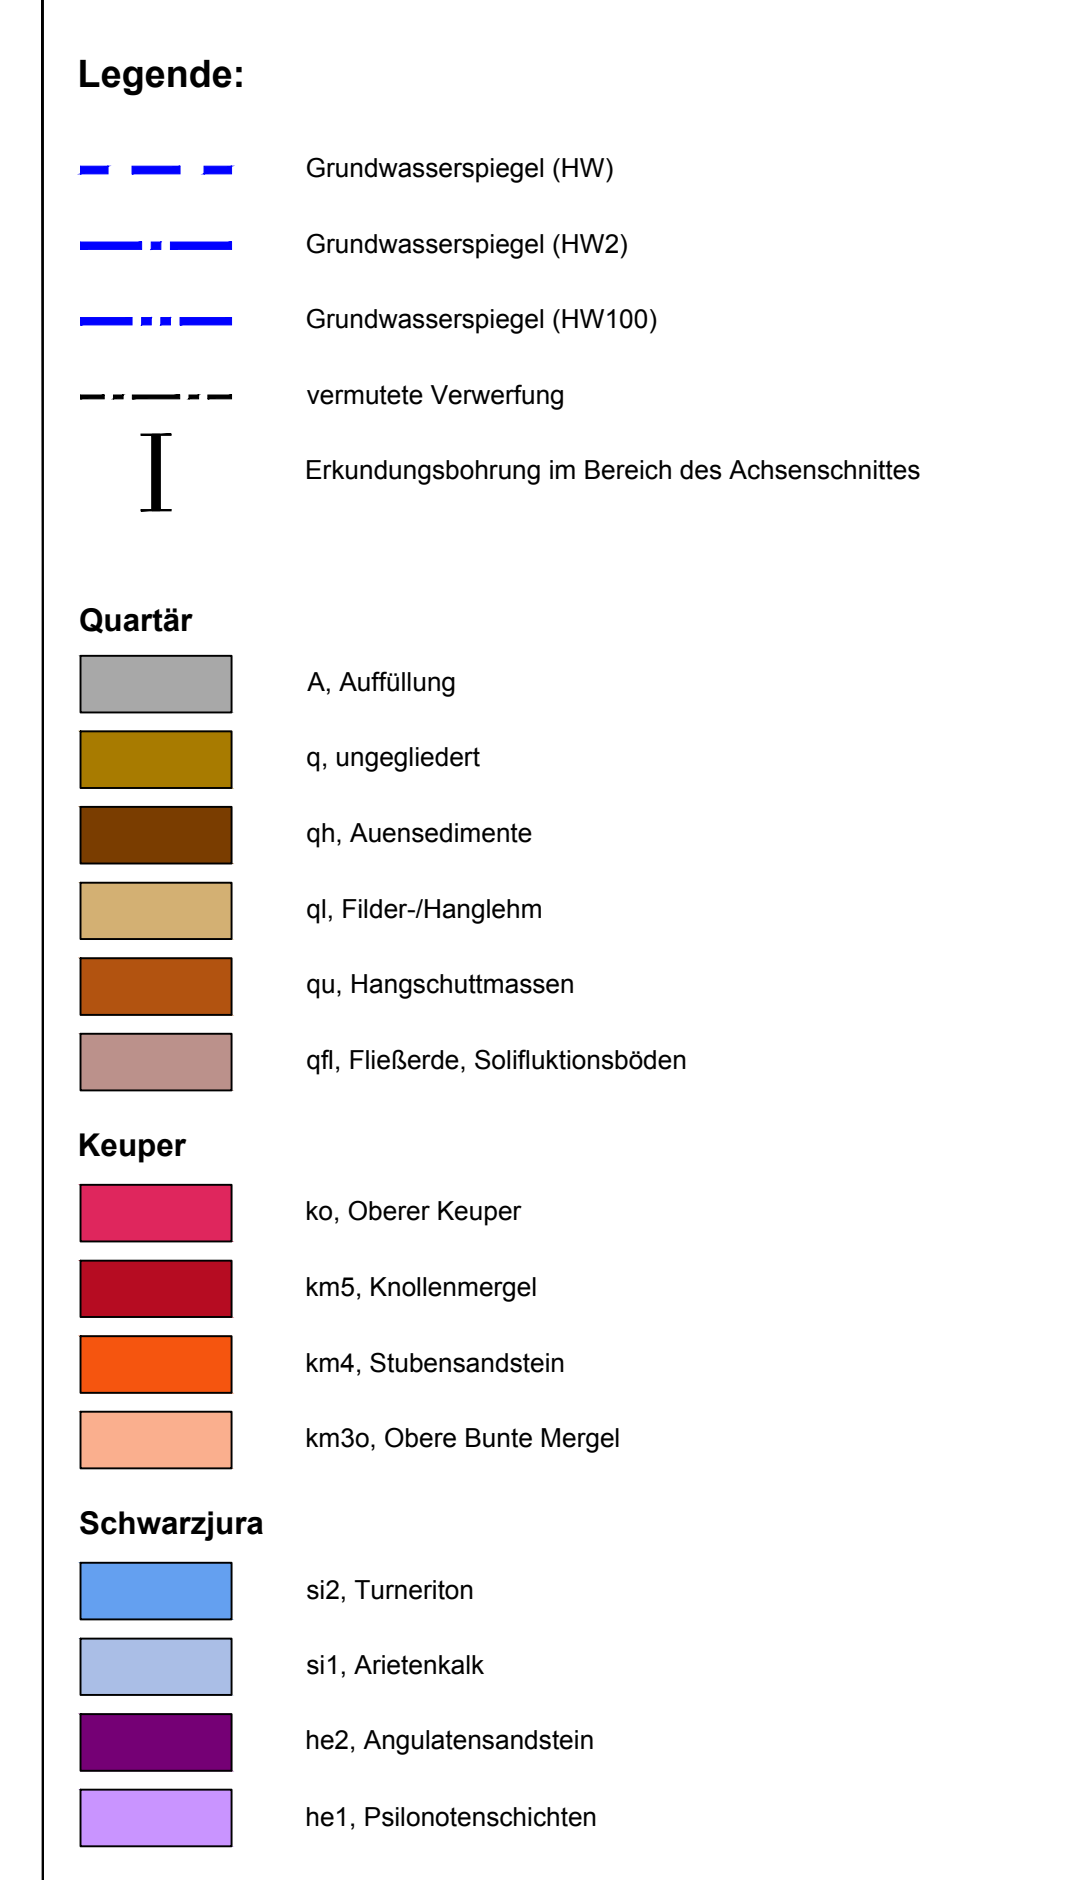 Legende:
Grundwasserspiegel (HW)
Grundwasserspiegel (HW2)
Grundwasserspiegel (HW100)
vermutete Verwerfung
Erkundungsbohrung im Bereich des Achsenschnittes
Quartär
A, Auffüllung
q, ungegliedert
qh, Auensedimente
ql, Filder-/Hanglehm
qu, Hangschuttmassen
qfl, Fließerde, Solifluktionsböden
Keuper
ko, Oberer Keuper
km5, Knollenmergel
km4, Stubensandstein
km3o, Obere Bunte Mergel
Schwarzjura
si2, Turneriton
si1, Arietenkalk
he2, Angulatensandstein
he1, Psilonotenschichten